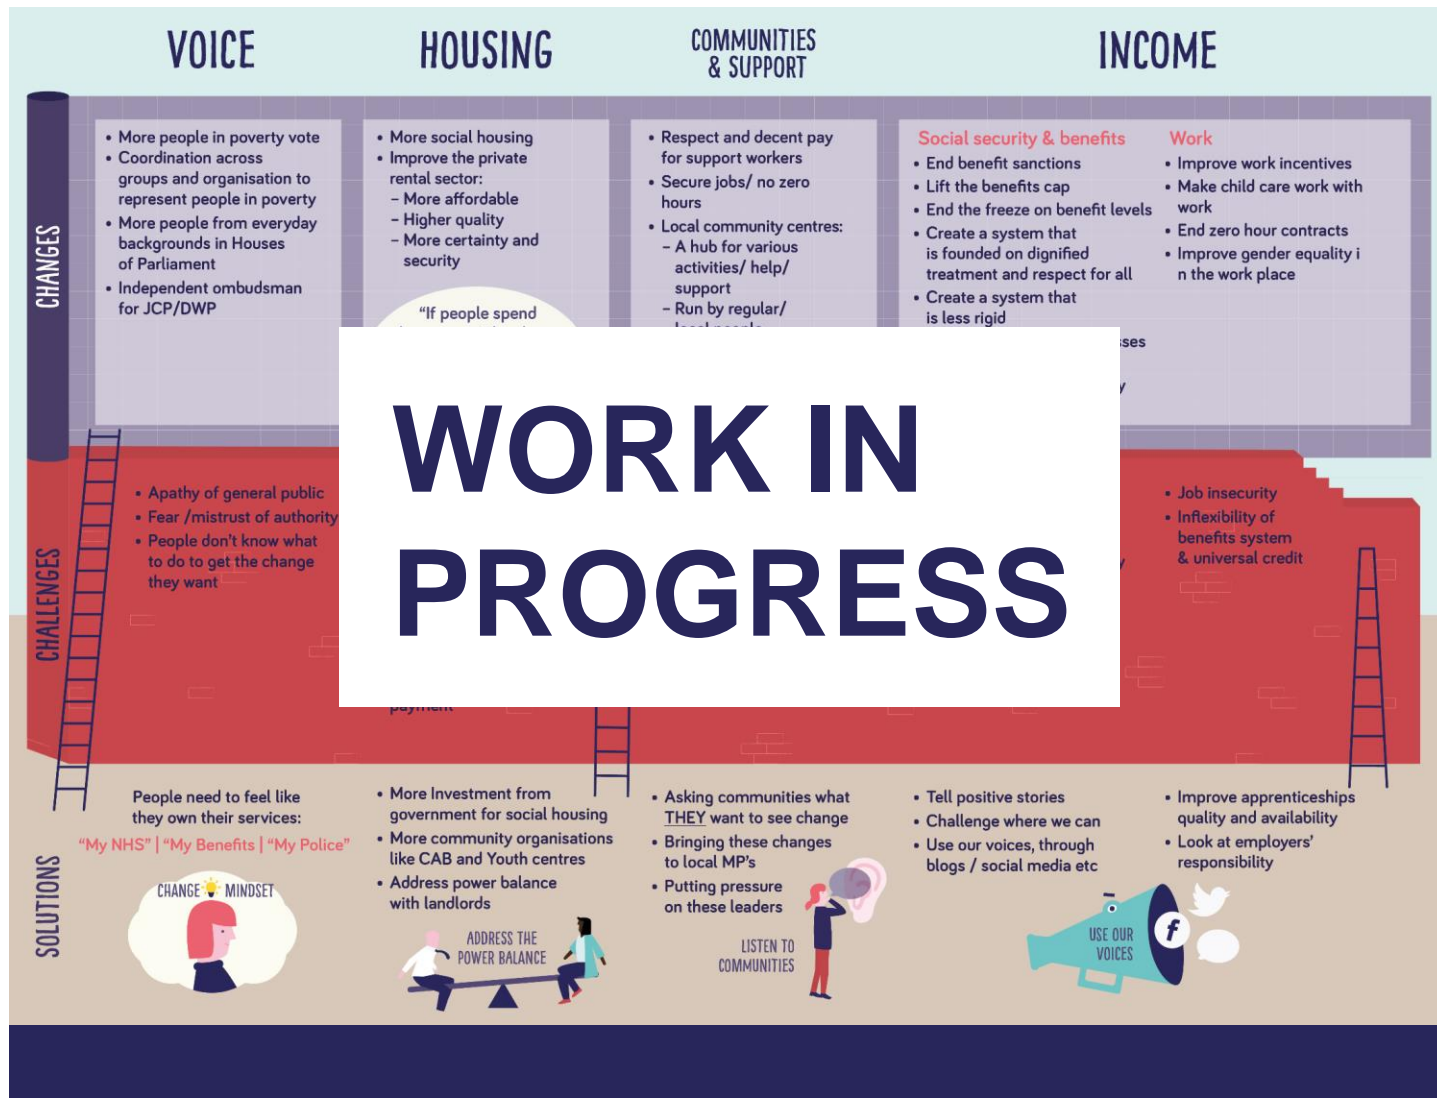 VOICE
HOUSING
COMMUNITIES
& SUPPORT
INCOME
CHANGES
• More people in poverty vote
• Coordination across
groups and organisation to
represent people in poverty
• More people from everyday
backgrounds in Houses
of Parliament
• Independent ombudsman
for JCP/DWP
• More social housing
• Improve the private
rental sector:
– More affordable
– Higher quality
– More certainty and
security
“If people spend
• Respect and decent pay
for support workers
• Secure jobs/ no zero
hours
• Local community centres:
– A hub for various
activities/ help/
support
– Run by regular/
local people
Social security & benefits
• End benefit sanctions
• Lift the benefits cap
• End the freeze on benefit levels
• Create a system that
is founded on dignified
treatment and respect for all
• Create a system that
is less rigid
Work
• Improve work incentives
• Make child care work with
work
• End zero hour contracts
• Improve gender equality i
n the work place
WORK IN
PROGRESS
CHALLENGES
• Apathy of general public
• Fear /mistrust of authority
• People don’t know what
to do to get the change
they want
payment
• Job insecurity
• Inflexibility of
benefits system
& universal credit
SOLUTIONS
People need to feel like
they own their services:
“My NHS” | “My Benefits | “My Police”
CHANGE MINDSET
• More Investment from
government for social housing
• More community organisations
like CAB and Youth centres
• Address power balance
with landlords
ADDRESS THE
POWER BALANCE
• Asking communities what
THEY want to see change
• Bringing these changes
to local MP’s
• Putting pressure
on these leaders
LISTEN TO
COMMUNITIES
• Tell positive stories
• Challenge where we can
• Use our voices, through
blogs / social media etc
USE OUR
VOICES
f
• Improve apprenticeships
quality and availability
• Look at employers’
responsibility